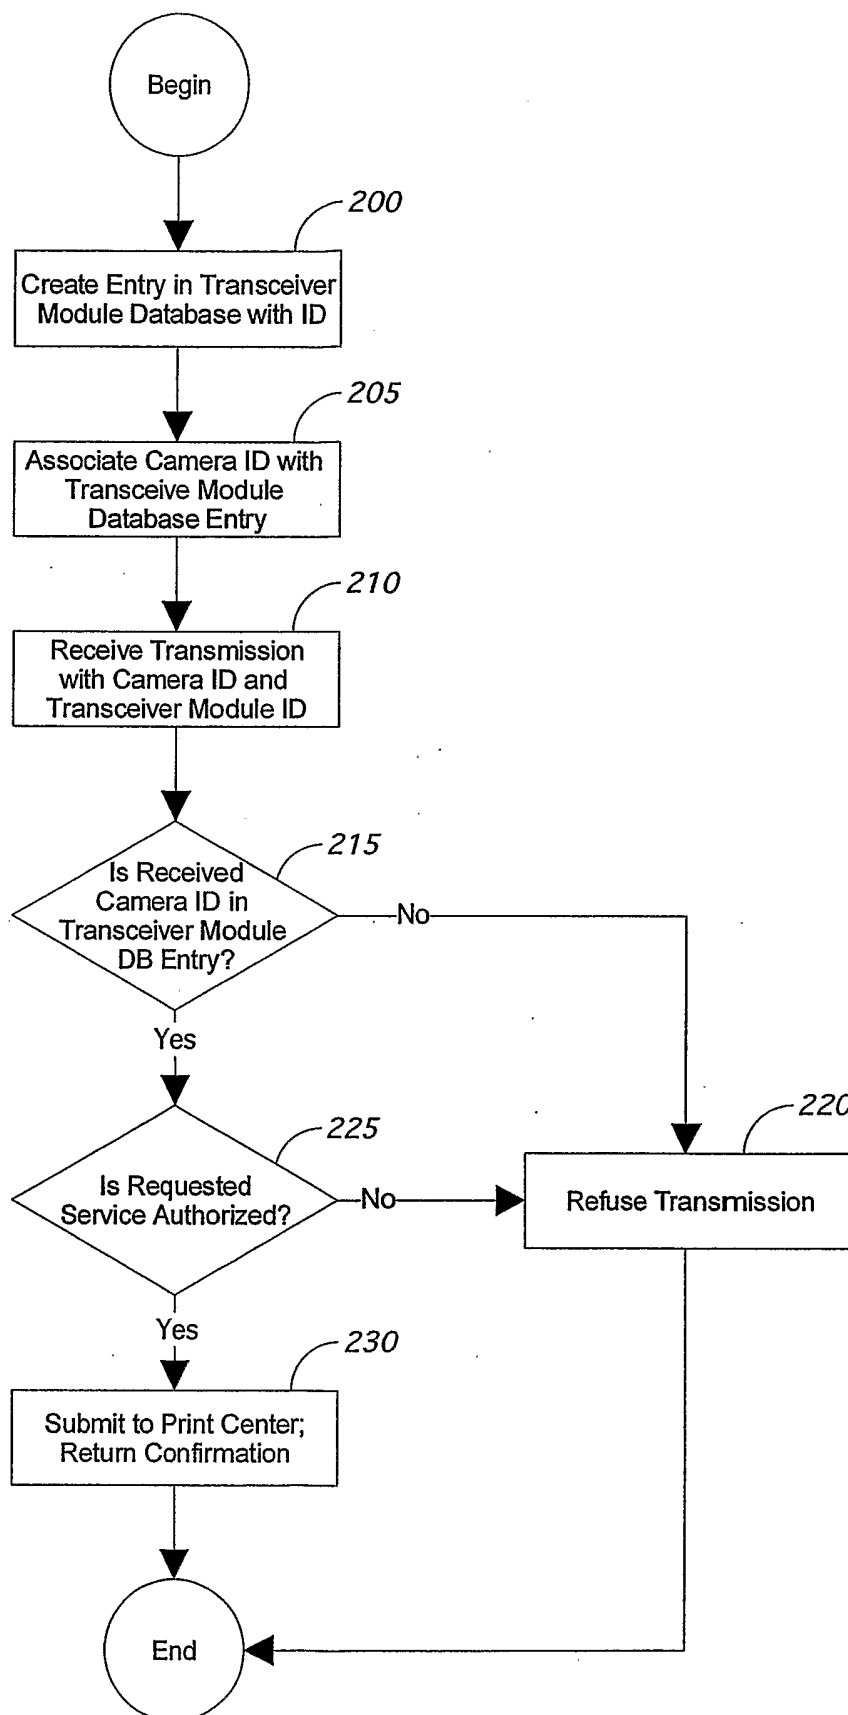 Begin
200
Create Entry in Transceiver
Module Database with ID
205
Associate Camera ID with
Transceive Module
Database Entry
210
Receive Transmission
with Camera ID and
Transceiver Module ID
215
Is Received
Camera ID in
Transceiver Module
DB Entry?
No
Yes
220
225
Is Requested
Service Authorized?
No
Refuse Transmission
Yes
230
Submit to Print Center;
Return Confirmation
End